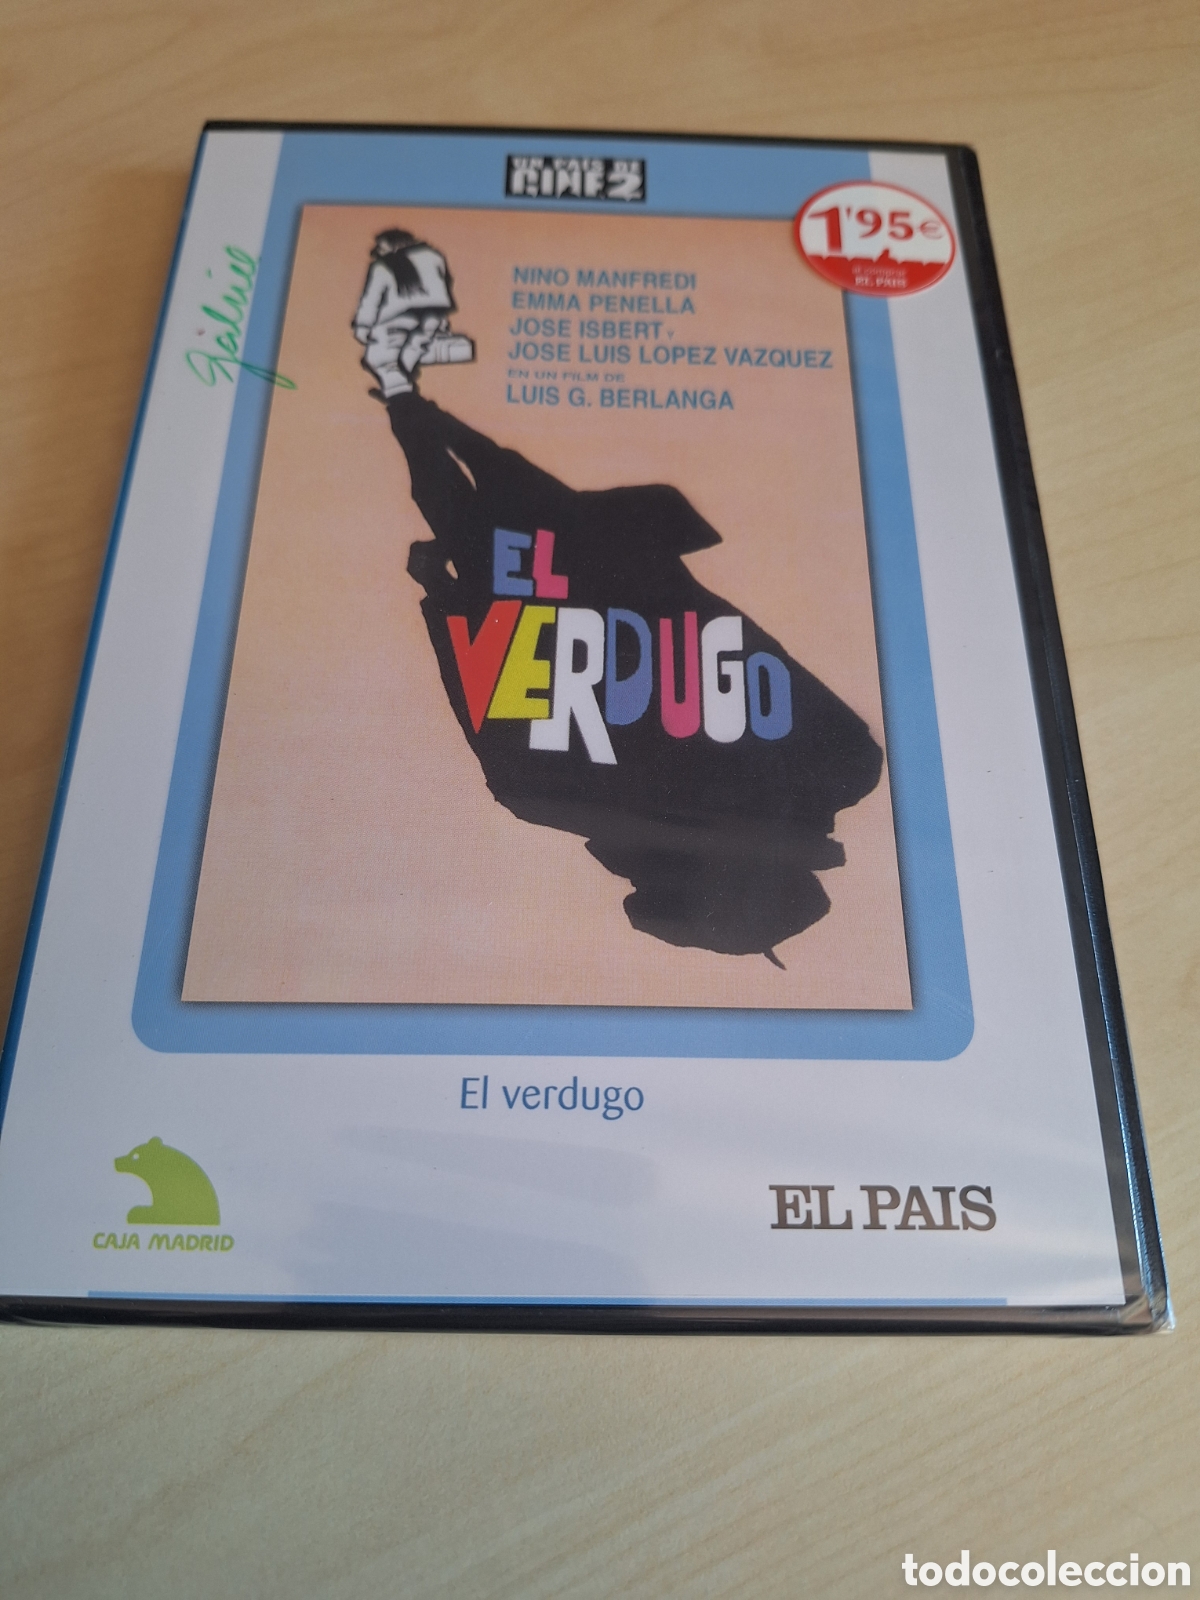 UN PAIS DE
CINE 2
1'95€
al comprar
EL PAIS
NINO MANFREDI
EMMA PENELLA
JOSE ISBERT Y
JOSE LUIS LOPEZ VAZQUEZ
EN UN FILM DE
LUIS G. BERLANGA
EL
VERDUGO
El verdugo
CAJA MADRID
EL PAIS
todocoleccion